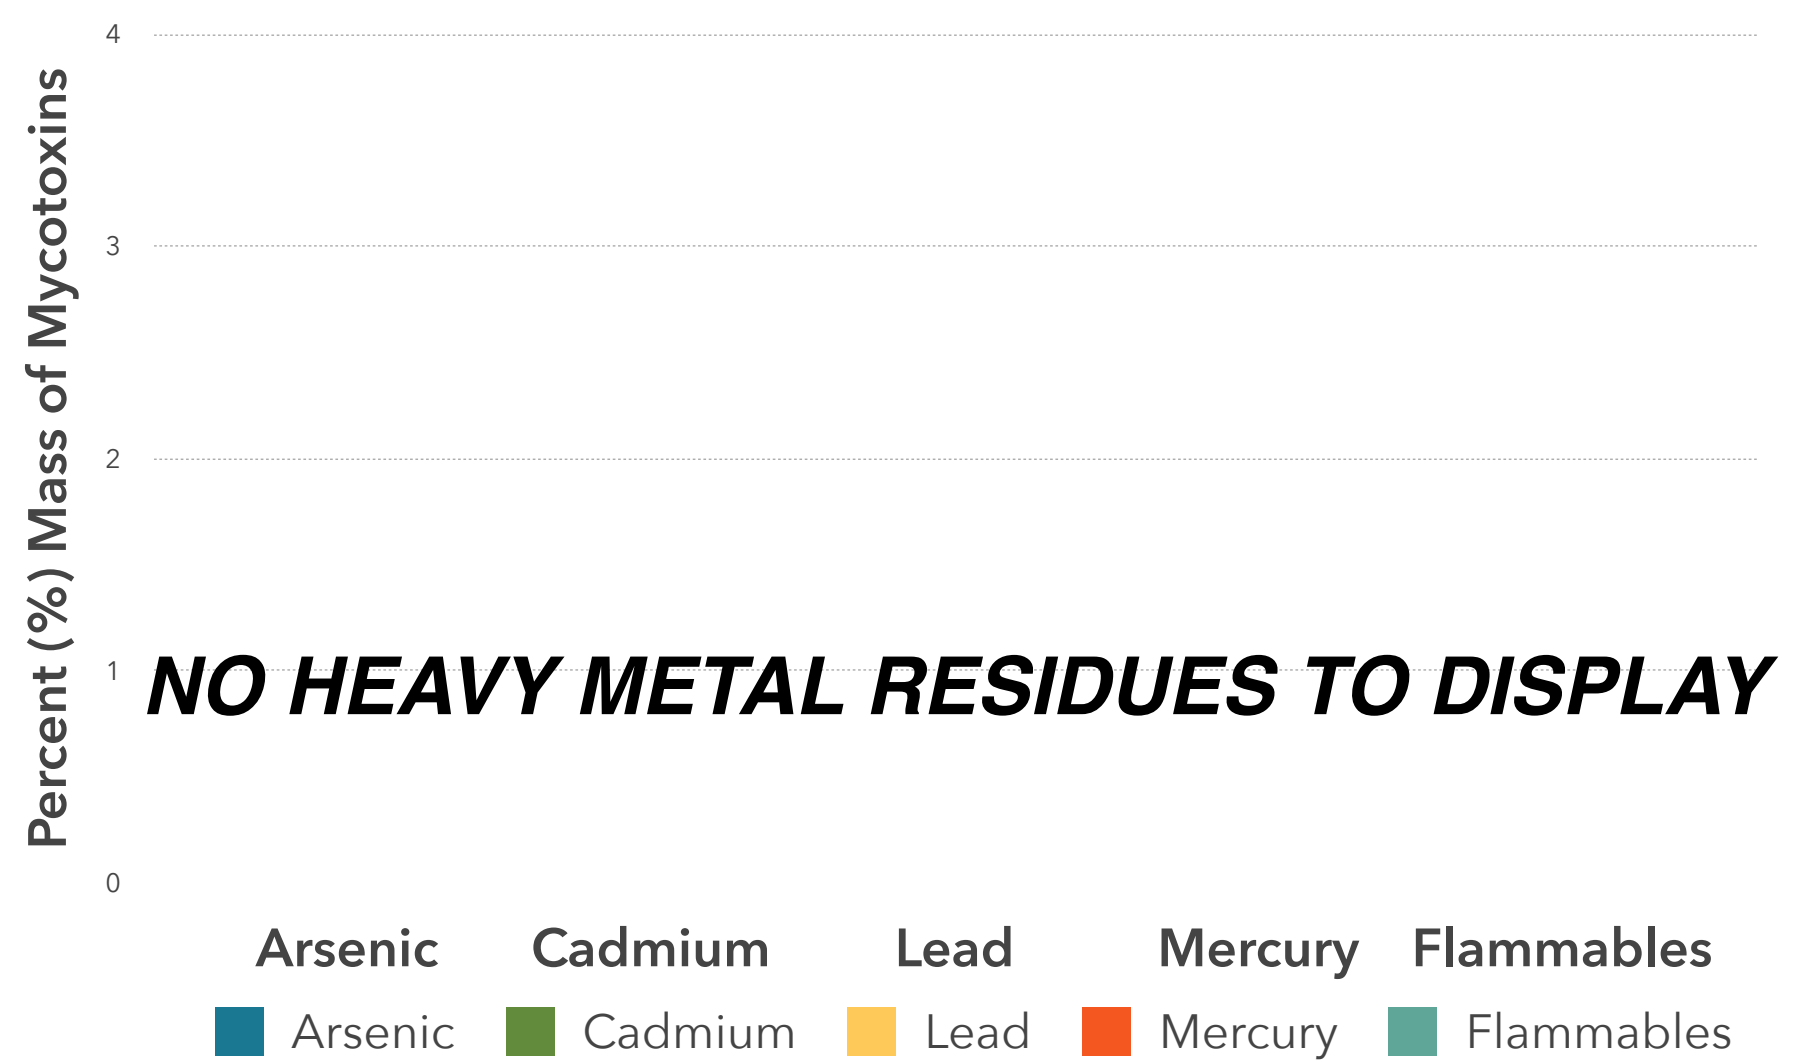 Percent (%) Mass of Mycotoxins
4
3
2
1
NO HEAVY METAL RESIDUES TO DISPLAY
0
Arsenic Cadmium Lead Mercury Flammables
Arsenic Cadmium Lead Mercury Flammables